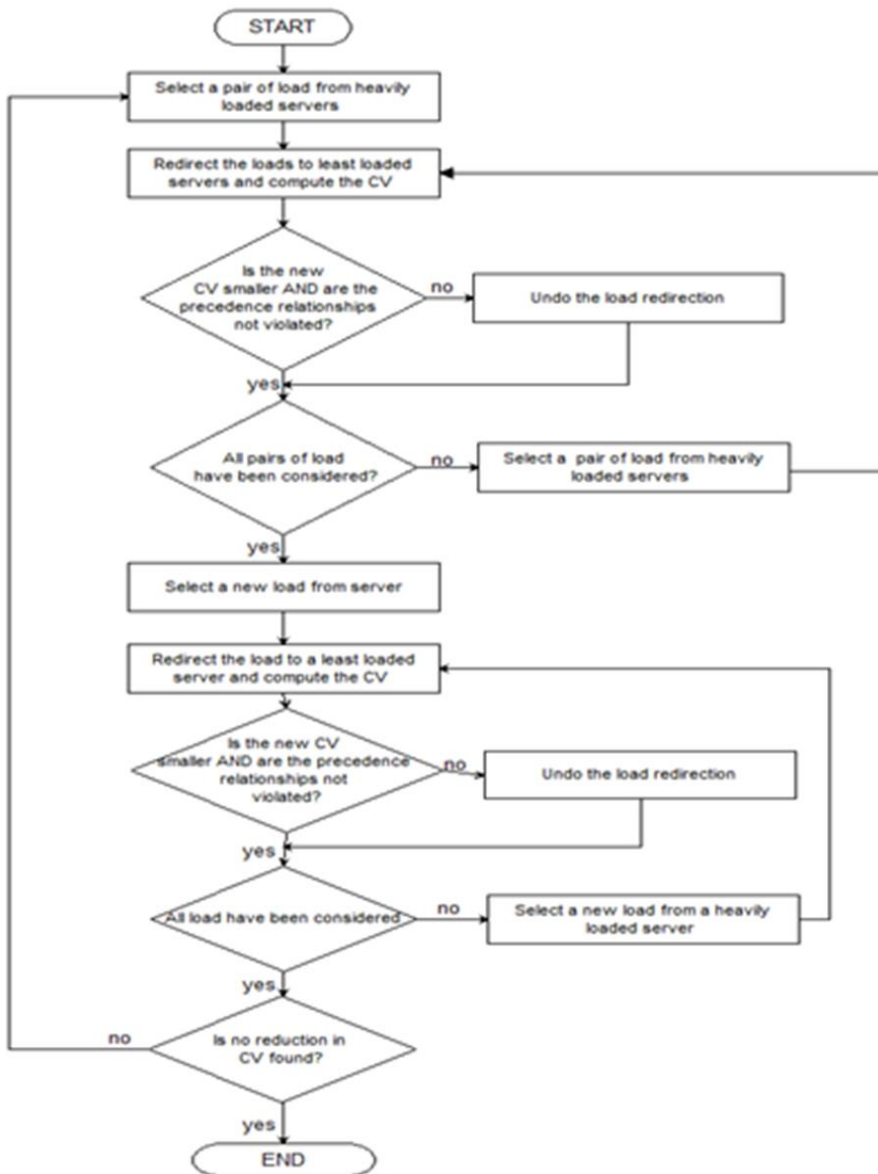 START
Select a pair of load from heavily
loaded servers
Redirect the loads to least loaded
servers and compute the CV
Is the new
CV smaller AND are the
precedence relationships
not violated?
no
Undo the load redirection
yes
All pairs of load
have been considered?
no
Select a pair of load from heavily
loaded servers
yes
Select a new load from server
Redirect the load to a least loaded
server and compute the CV
Is the new CV
smaller AND are the precedence
relationships not
violated?
no
Undo the load redirection
yes
All load have been considered
no
Select a new load from a heavily
loaded server
yes
Is no reduction in
CV found?
no
yes
END